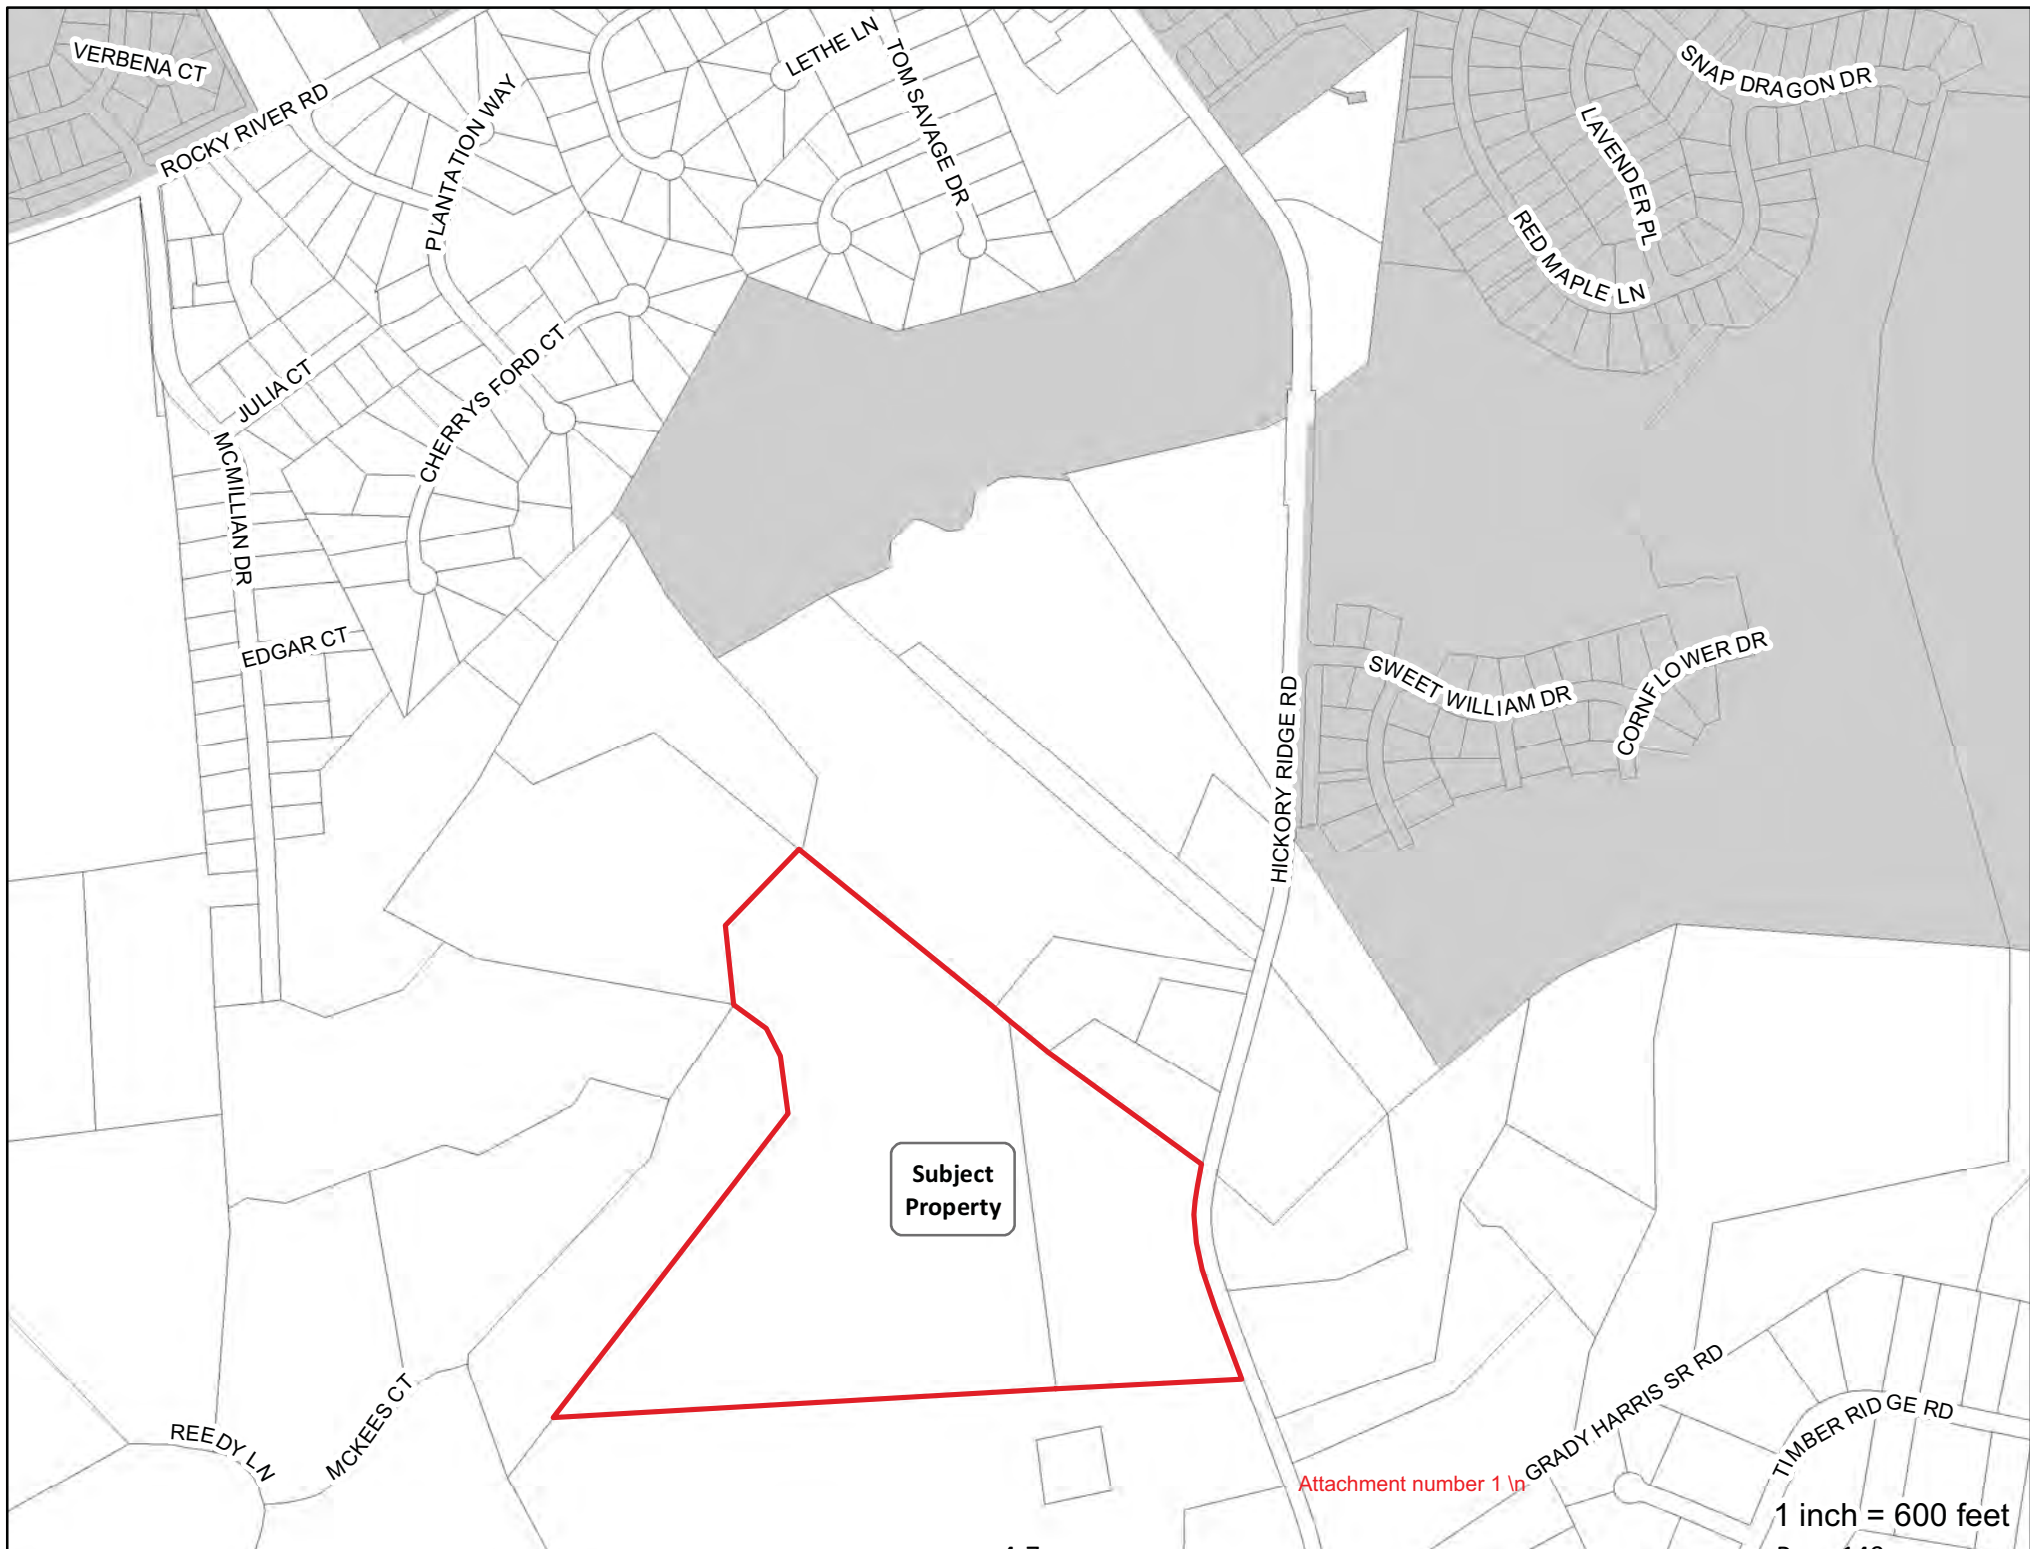 VERBENA CT
ROCKY RIVER RD
PLANTATION WAY
LETHE LN
TOM SAVAGE DR
SNAP DRAGON DR
LAVENDER PL
RED MAPLE LN
JULIA CT
CHERRYS FORD CT
MCMILLIAN DR
EDGAR CT
SWEET WILLIAM DR
CORNFLOWER DR
HICKORY RIDGE RD
Subject
Property
GRADY HARRIS SR RD
TIMBER RIDGE RD
REEDY LN
MCKEES CT
Attachment number 1 \n
1 inch = 600 feet